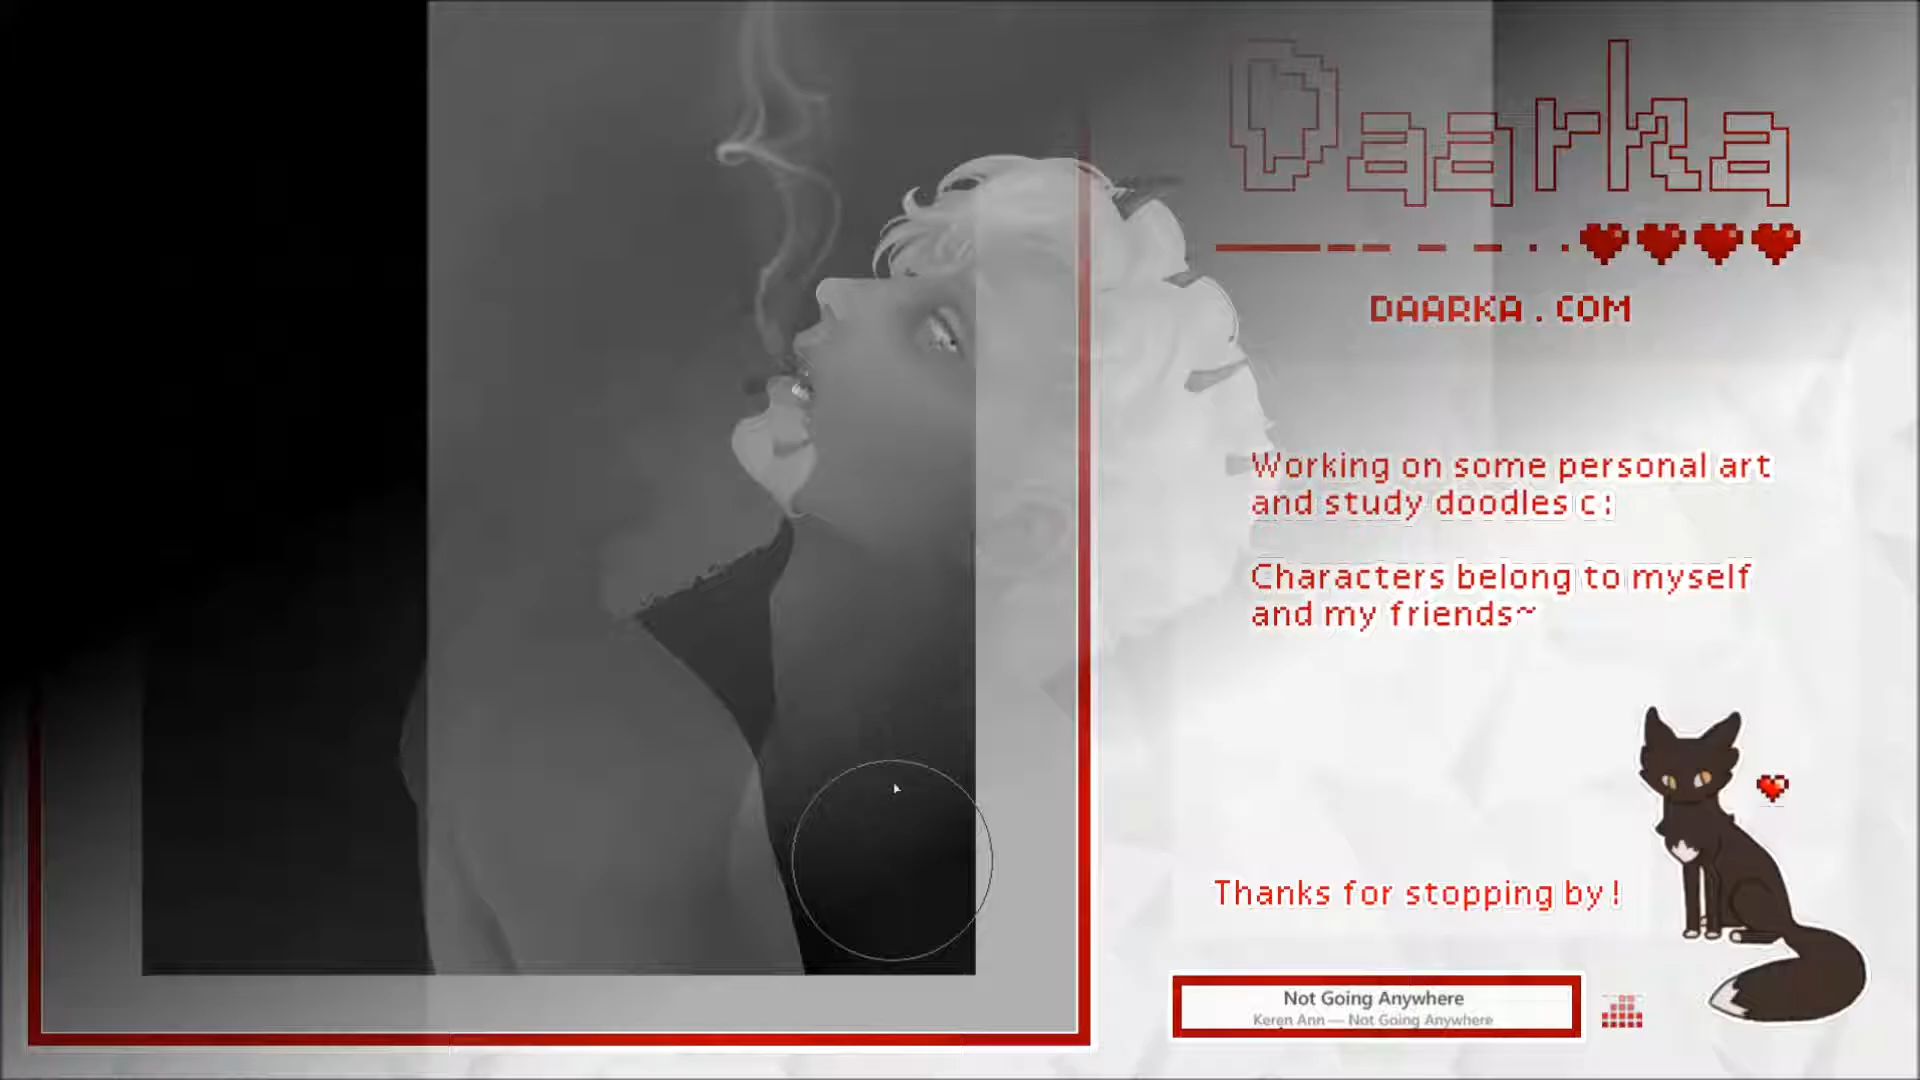 Daarka
DAARKA.COM
Working on some personal art
and study doodles c:
Characters belong to myself
and my friends~
Thanks for stopping by!
Not Going Anywhere
Keren Ann — Not Going Anywhere